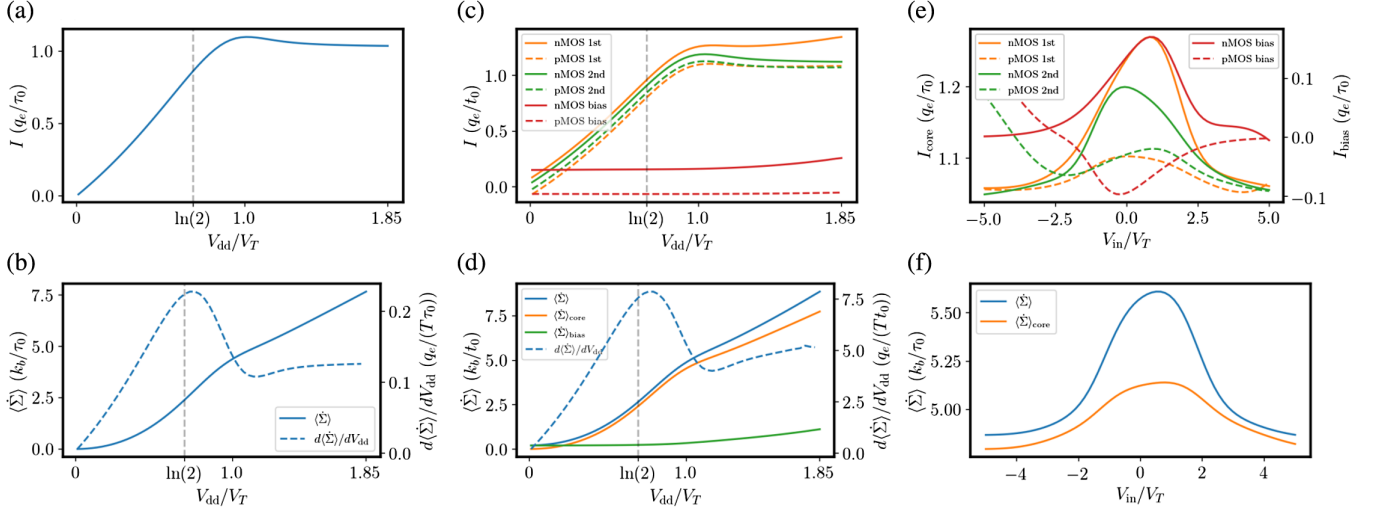 (a)
1.0
0.5
0.0
I (q_e/τ_0)
0
ln(2)
1.0
1.85
V_dd/V_T
(c)
nMOS 1st
pMOS 1st
nMOS 2nd
pMOS 2nd
nMOS bias
pMOS bias
1.0
0.5
0.0
I (q_e/t_0)
0
ln(2)
1.0
1.85
V_dd/V_T
(e)
nMOS 1st
pMOS 1st
nMOS 2nd
pMOS 2nd
nMOS bias
pMOS bias
1.2
1.1
I_core (q_e/τ_0)
0.1
0.0
−0.1
I_bias (q_e/τ_0)
−5.0
−2.5
0.0
2.5
5.0
V_in/V_T
(b)
7.5
5.0
2.5
0.0
⟨Σ̇⟩ (k_b/τ_0)
⟨Σ̇⟩
d⟨Σ̇⟩/dV_dd
0.2
0.1
0.0
d⟨Σ̇⟩/dV_dd (q_e/(Tτ_0))
0
ln(2)
1.0
1.85
V_dd/V_T
(d)
⟨Σ̇⟩
⟨Σ̇⟩_core
⟨Σ̇⟩_bias
d⟨Σ̇⟩/dV_dd
7.5
5.0
2.5
0.0
⟨Σ̇⟩ (k_b/t_0)
7.5
5.0
2.5
0.0
d⟨Σ̇⟩/dV_dd (q_e/(Tt_0))
0
ln(2)
1.0
1.85
V_dd/V_T
(f)
⟨Σ̇⟩
⟨Σ̇⟩_core
5.50
5.25
5.00
⟨Σ̇⟩ (k_b/τ_0)
−4
−2
0
2
4
V_in/V_T